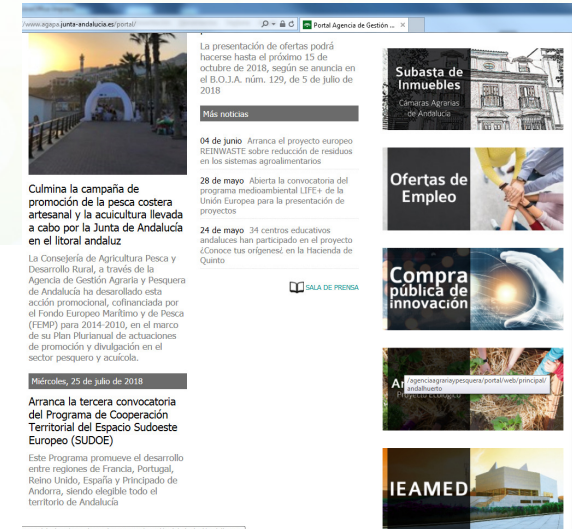 /www.agapa.junta-andalucia.es/portal/
Portal Agencia de Gestión ...
Culmina la campaña de
promoción de la pesca costera
artesanal y la acuicultura llevada
a cabo por la Junta de Andalucía
en el litoral andaluz
La Consejería de Agricultura Pesca y
Desarrollo Rural, a través de la
Agencia de Gestión Agraria y Pesquera
de Andalucía ha desarollado esta
acción promocional, cofinanciada por
el Fondo Europeo Marítimo y de Pesca
(FEMP) para 2014-2010, en el marco
de su Plan Plurianual de actuaciones
de promoción y divulgación en el
sector pesquero y acuícola.
Miércoles, 25 de julio de 2018
Arranca la tercera convocatoria
del Programa de Cooperación
Territorial del Espacio Sudoeste
Europeo (SUDOE)
Este Programa promueve el desarrollo
entre regiones de Francia, Portugal,
Reino Unido, España y Principado de
Andorra, siendo elegible todo el
territorio de Andalucía
La presentación de ofertas podrá
hacerse hasta el próximo 15 de
octubre de 2018, según se anuncia en
el B.O.J.A. núm. 129, de 5 de julio de
2018
Más noticias
04 de junio Arranca el proyecto europeo
REINWASTE sobre reducción de residuos
en los sistemas agroalimentarios
28 de mayo Abierta la convocatoria del
programa medioambiental LIFE+ de la
Unión Europea para la presentación de
proyectos
24 de mayo 34 centros educativos
andaluces han participado en el proyecto
¿Conoce tus orígenes¿ en la Hacienda de
Quinto
SALA DE PRENSA
Subasta de
Inmuebles
Cámaras Agrarias
de Andalucía
Ofertas de
Empleo
Compra
pública de
innovación
/agenciaagrariaypesquera/portal/web/principal/
andalhuerto
Proyecto Ecológico
IEAMED